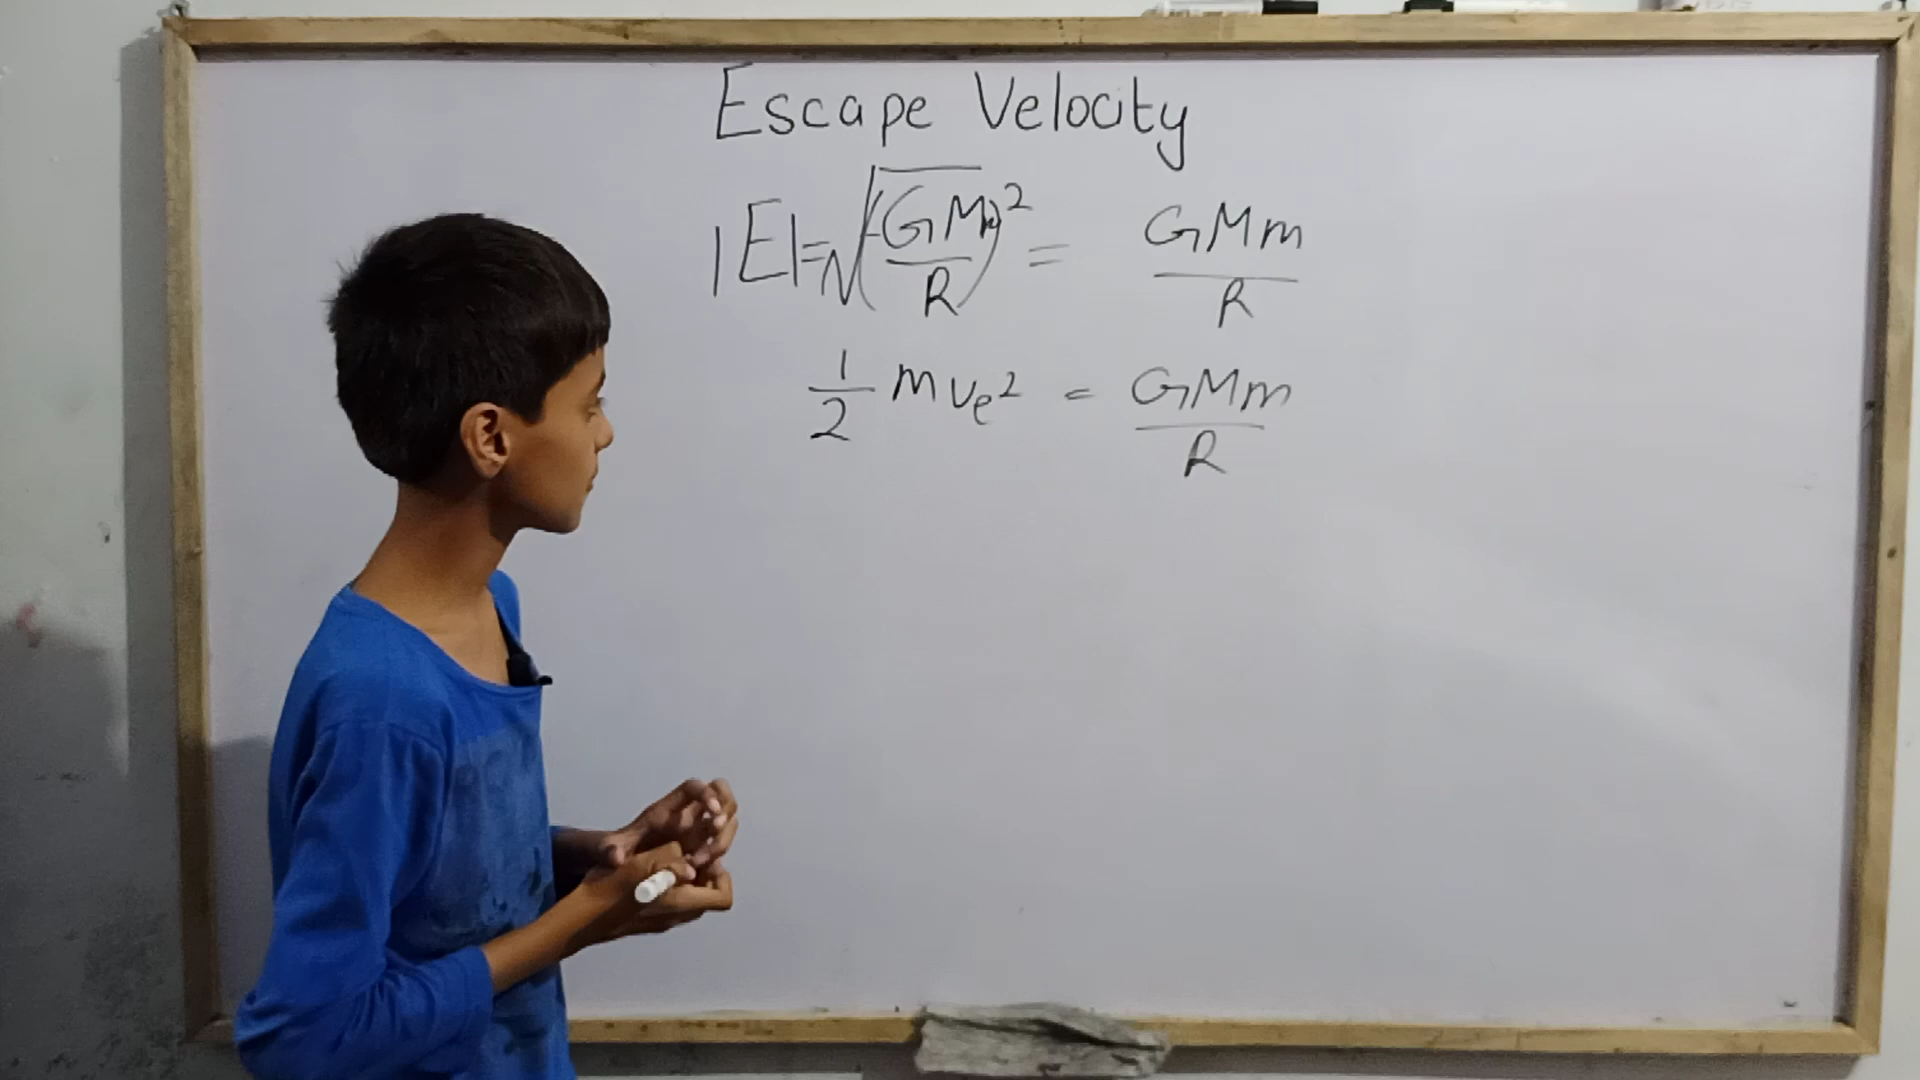 Escape Velocity
|E|=√(-GMm/R)² = GMm/R
1/2 mvₑ² = GMm/R